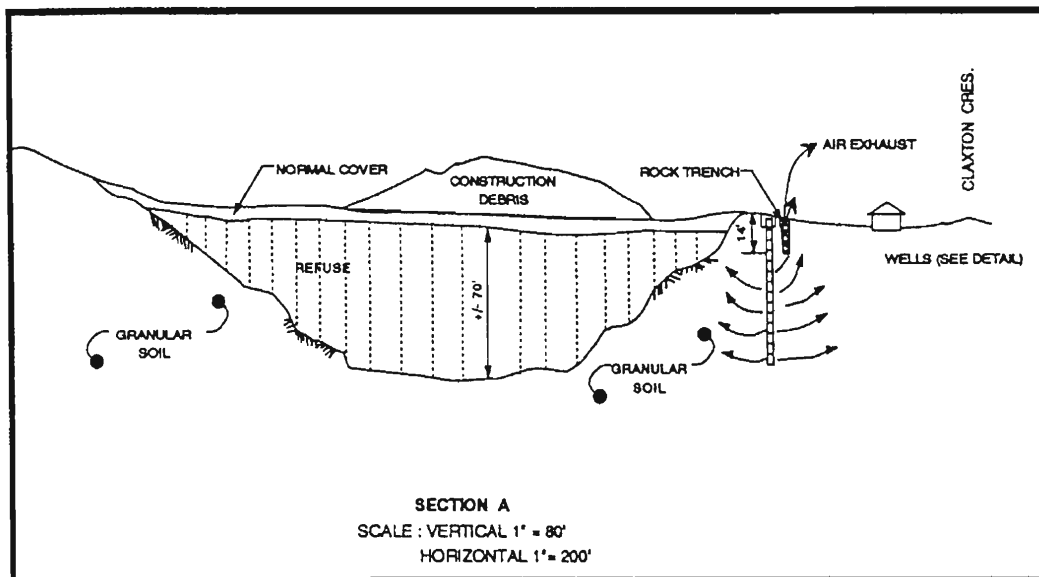 CLAXTON CRES.
AIR EXHAUST
NORMAL COVER
ROCK TRENCH
CONSTRUCTION
DEBRIS
14'
WELLS (SEE DETAIL)
REFUSE
+/- 70'
GRANULAR
SOIL
GRANULAR
SOIL
SECTION A
SCALE : VERTICAL 1" = 80'
HORIZONTAL 1" = 200'